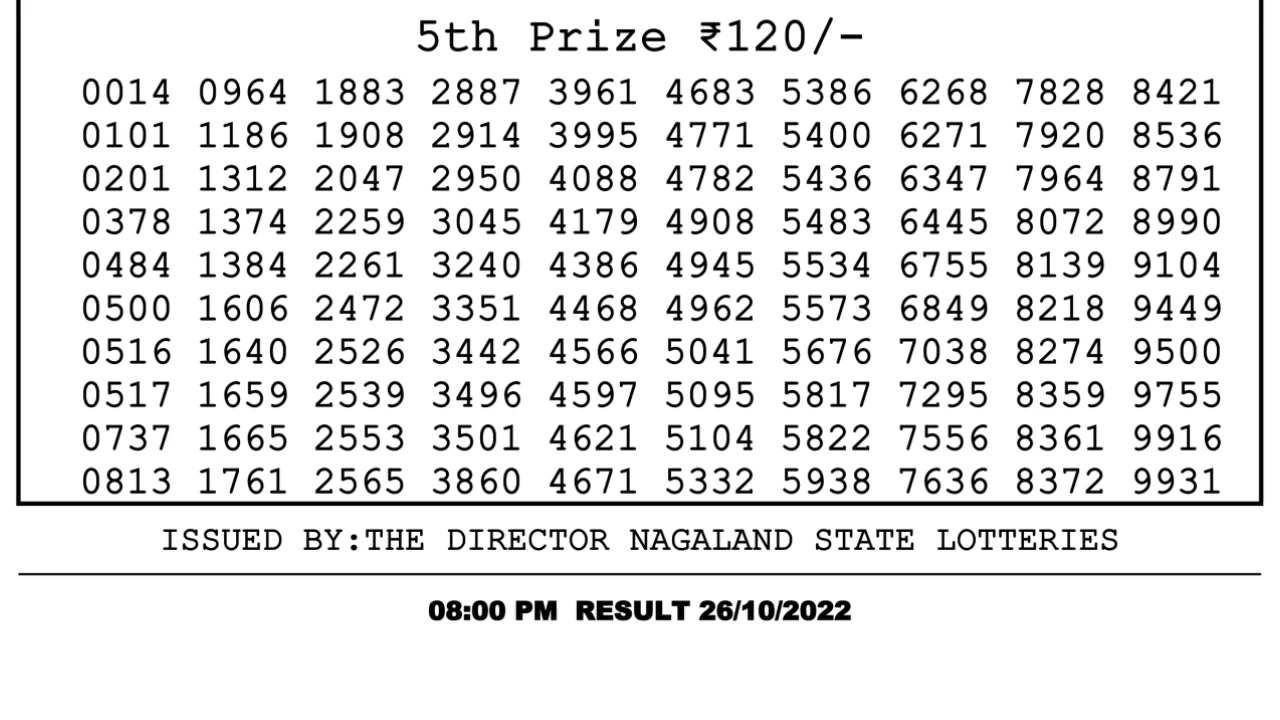 5th Prize ₹120/-
0014 0964 1883 2887 3961 4683 5386 6268 7828 8421
0101 1186 1908 2914 3995 4771 5400 6271 7920 8536
0201 1312 2047 2950 4088 4782 5436 6347 7964 8791
0378 1374 2259 3045 4179 4908 5483 6445 8072 8990
0484 1384 2261 3240 4386 4945 5534 6755 8139 9104
0500 1606 2472 3351 4468 4962 5573 6849 8218 9449
0516 1640 2526 3442 4566 5041 5676 7038 8274 9500
0517 1659 2539 3496 4597 5095 5817 7295 8359 9755
0737 1665 2553 3501 4621 5104 5822 7556 8361 9916
0813 1761 2565 3860 4671 5332 5938 7636 8372 9931
ISSUED BY:THE DIRECTOR NAGALAND STATE LOTTERIES
08:00 PM RESULT 26/10/2022